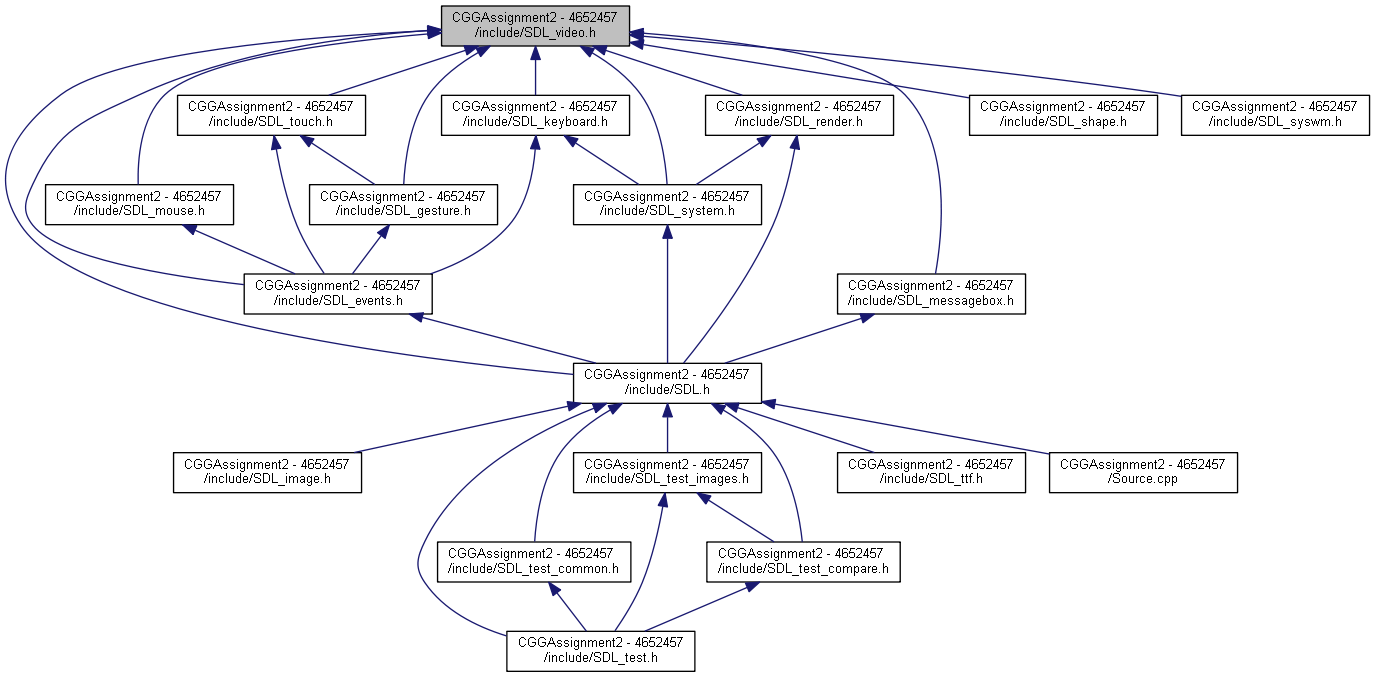 CGGAssignment2 - 4652457
/include/SDL_video.h
CGGAssignment2 - 4652457
/include/SDL_touch.h
CGGAssignment2 - 4652457
/include/SDL_keyboard.h
CGGAssignment2 - 4652457
/include/SDL_render.h
CGGAssignment2 - 4652457
/include/SDL_shape.h
CGGAssignment2 - 4652457
/include/SDL_syswm.h
CGGAssignment2 - 4652457
/include/SDL_mouse.h
CGGAssignment2 - 4652457
/include/SDL_gesture.h
CGGAssignment2 - 4652457
/include/SDL_system.h
CGGAssignment2 - 4652457
/include/SDL_events.h
CGGAssignment2 - 4652457
/include/SDL_messagebox.h
CGGAssignment2 - 4652457
/include/SDL.h
CGGAssignment2 - 4652457
/include/SDL_image.h
CGGAssignment2 - 4652457
/include/SDL_test_images.h
CGGAssignment2 - 4652457
/include/SDL_ttf.h
CGGAssignment2 - 4652457
/Source.cpp
CGGAssignment2 - 4652457
/include/SDL_test_common.h
CGGAssignment2 - 4652457
/include/SDL_test_compare.h
CGGAssignment2 - 4652457
/include/SDL_test.h